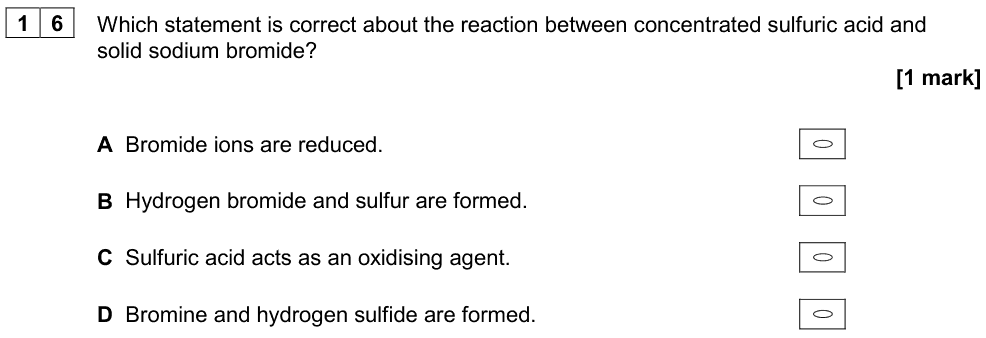 1 6 Which statement is correct about the reaction between concentrated sulfuric acid and
solid sodium bromide?
[1 mark]
A Bromide ions are reduced.
B Hydrogen bromide and sulfur are formed.
C Sulfuric acid acts as an oxidising agent.
D Bromine and hydrogen sulfide are formed.